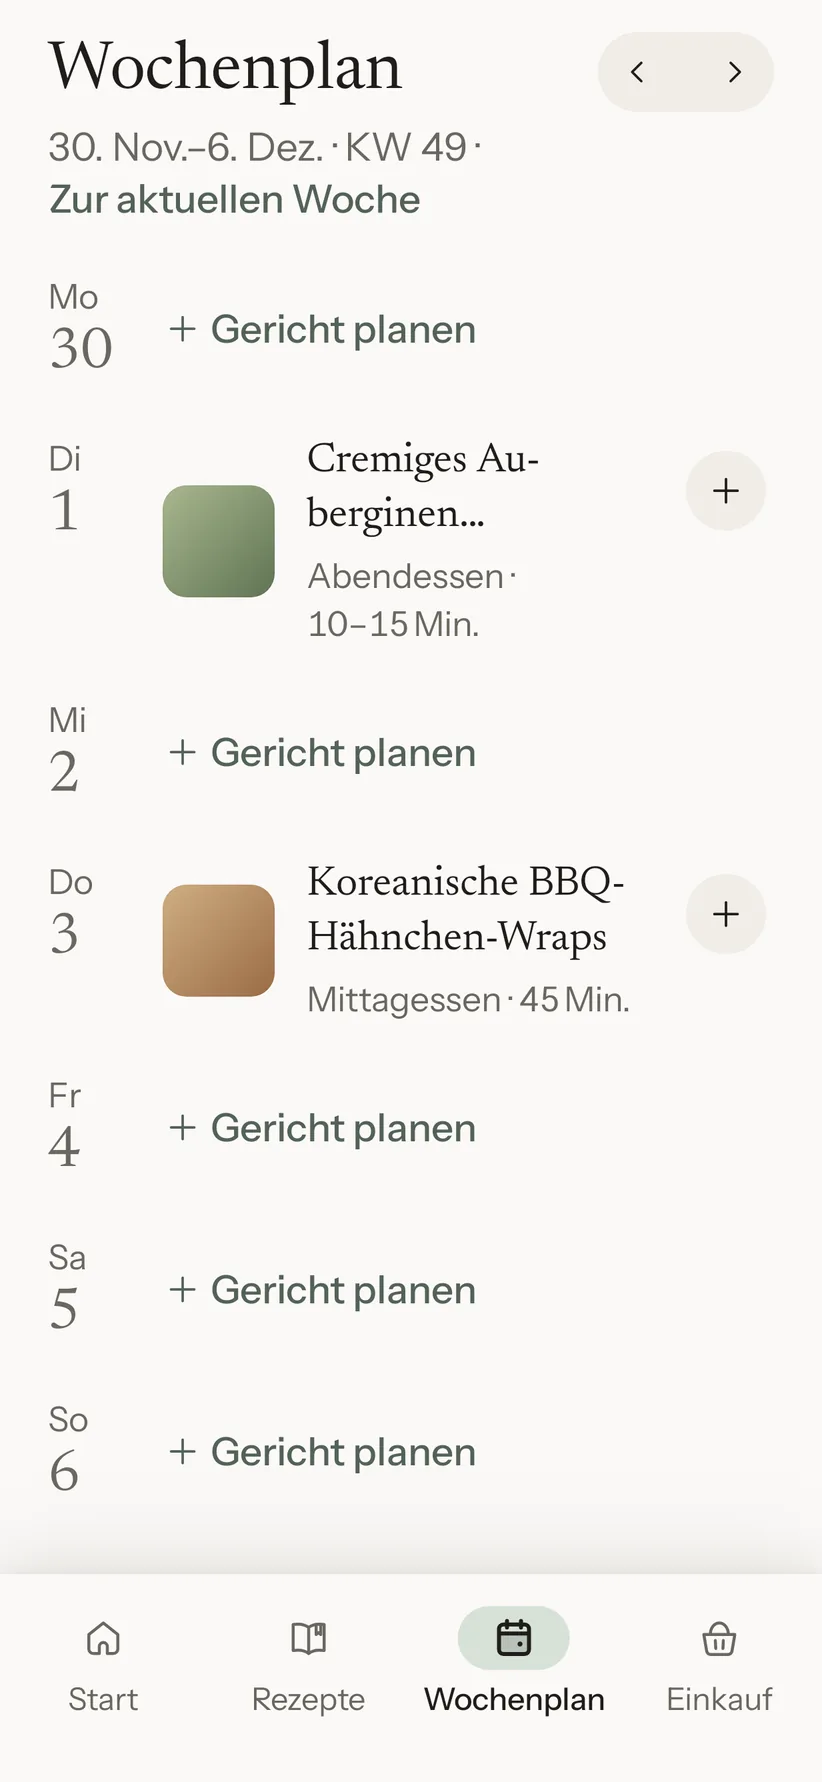 Wochenplan
30. Nov.–6. Dez. · KW 49 ·
Zur aktuellen Woche
Mo
30
+ Gericht planen
Di
1
Cremiges Au-
berginen...
Abendessen ·
10–15 Min.
+
Mi
2
+ Gericht planen
Do
3
Koreanische BBQ-
Hähnchen-Wraps
Mittagessen · 45 Min.
+
Fr
4
+ Gericht planen
Sa
5
+ Gericht planen
So
6
+ Gericht planen
Start
Rezepte
Wochenplan
Einkauf